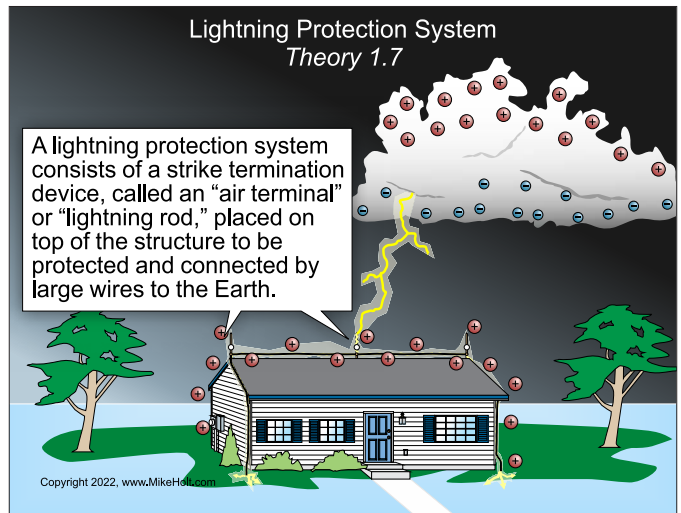 Lightning Protection System
Theory 1.7
A lightning protection system
consists of a strike termination
device, called an “air terminal”
or “lightning rod,” placed on
top of the structure to be
protected and connected by
large wires to the Earth.
Copyright 2022, www.MikeHolt.com